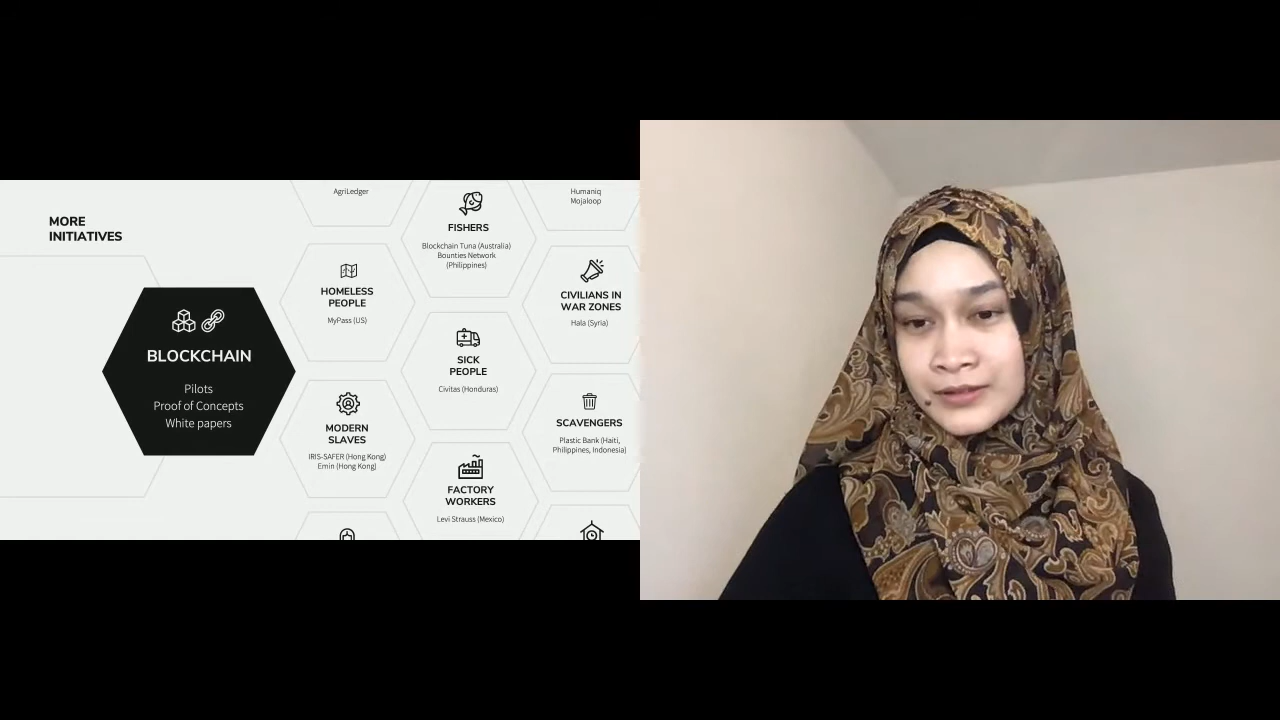 MORE
INITIATIVES
BLOCKCHAIN
Pilots
Proof of Concepts
White papers
AgriLedger
HOMELESS
PEOPLE
MyPass (US)
MODERN
SLAVES
IRIS-SAFER (Hong Kong)
Emin (Hong Kong)
FISHERS
Blockchain Tuna (Australia)
Bounties Network
(Philippines)
SICK
PEOPLE
Civitas (Honduras)
FACTORY
WORKERS
Levi Strauss (Mexico)
Humaniq
Mojaloop
CIVILIANS IN
WAR ZONES
Hala (Syria)
SCAVENGERS
Plastic Bank (Haiti,
Philippines, Indonesia)